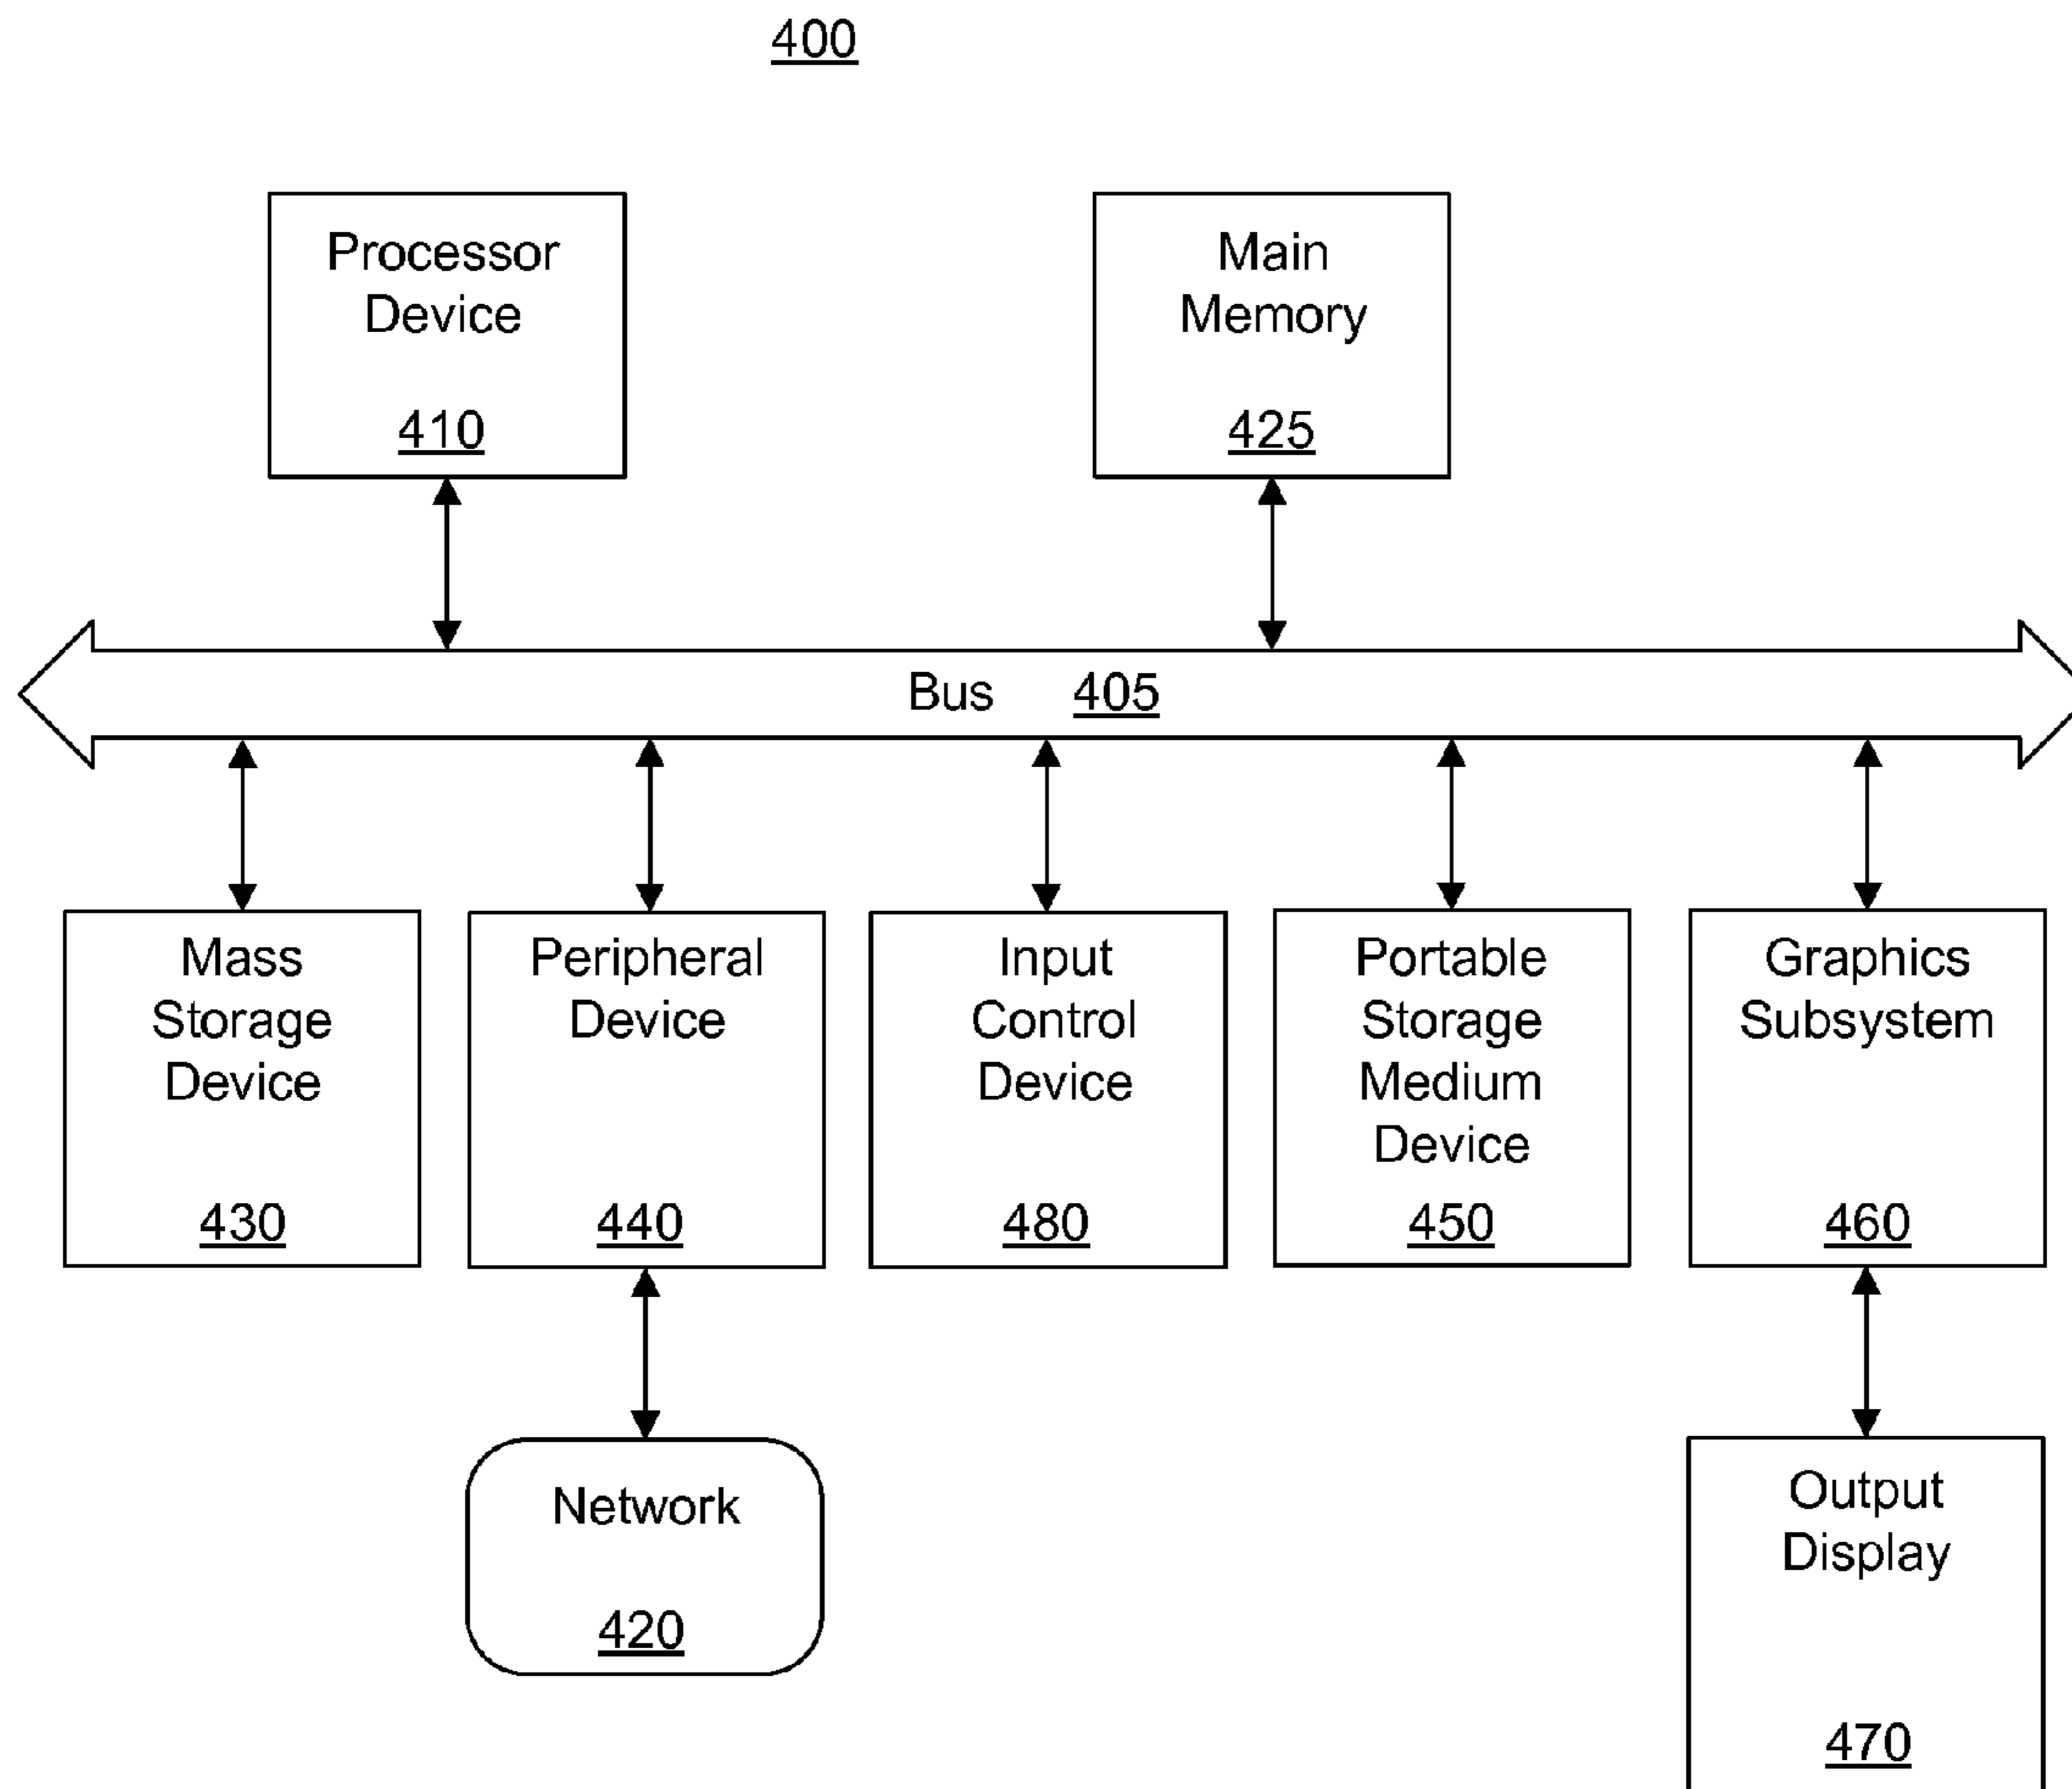 400
Processor
Device
410
Main
Memory
425
Bus 405
Mass
Storage
Device
430
Peripheral
Device
440
Input
Control
Device
480
Portable
Storage
Medium
Device
450
Graphics
Subsystem
460
Network
420
Output
Display
470